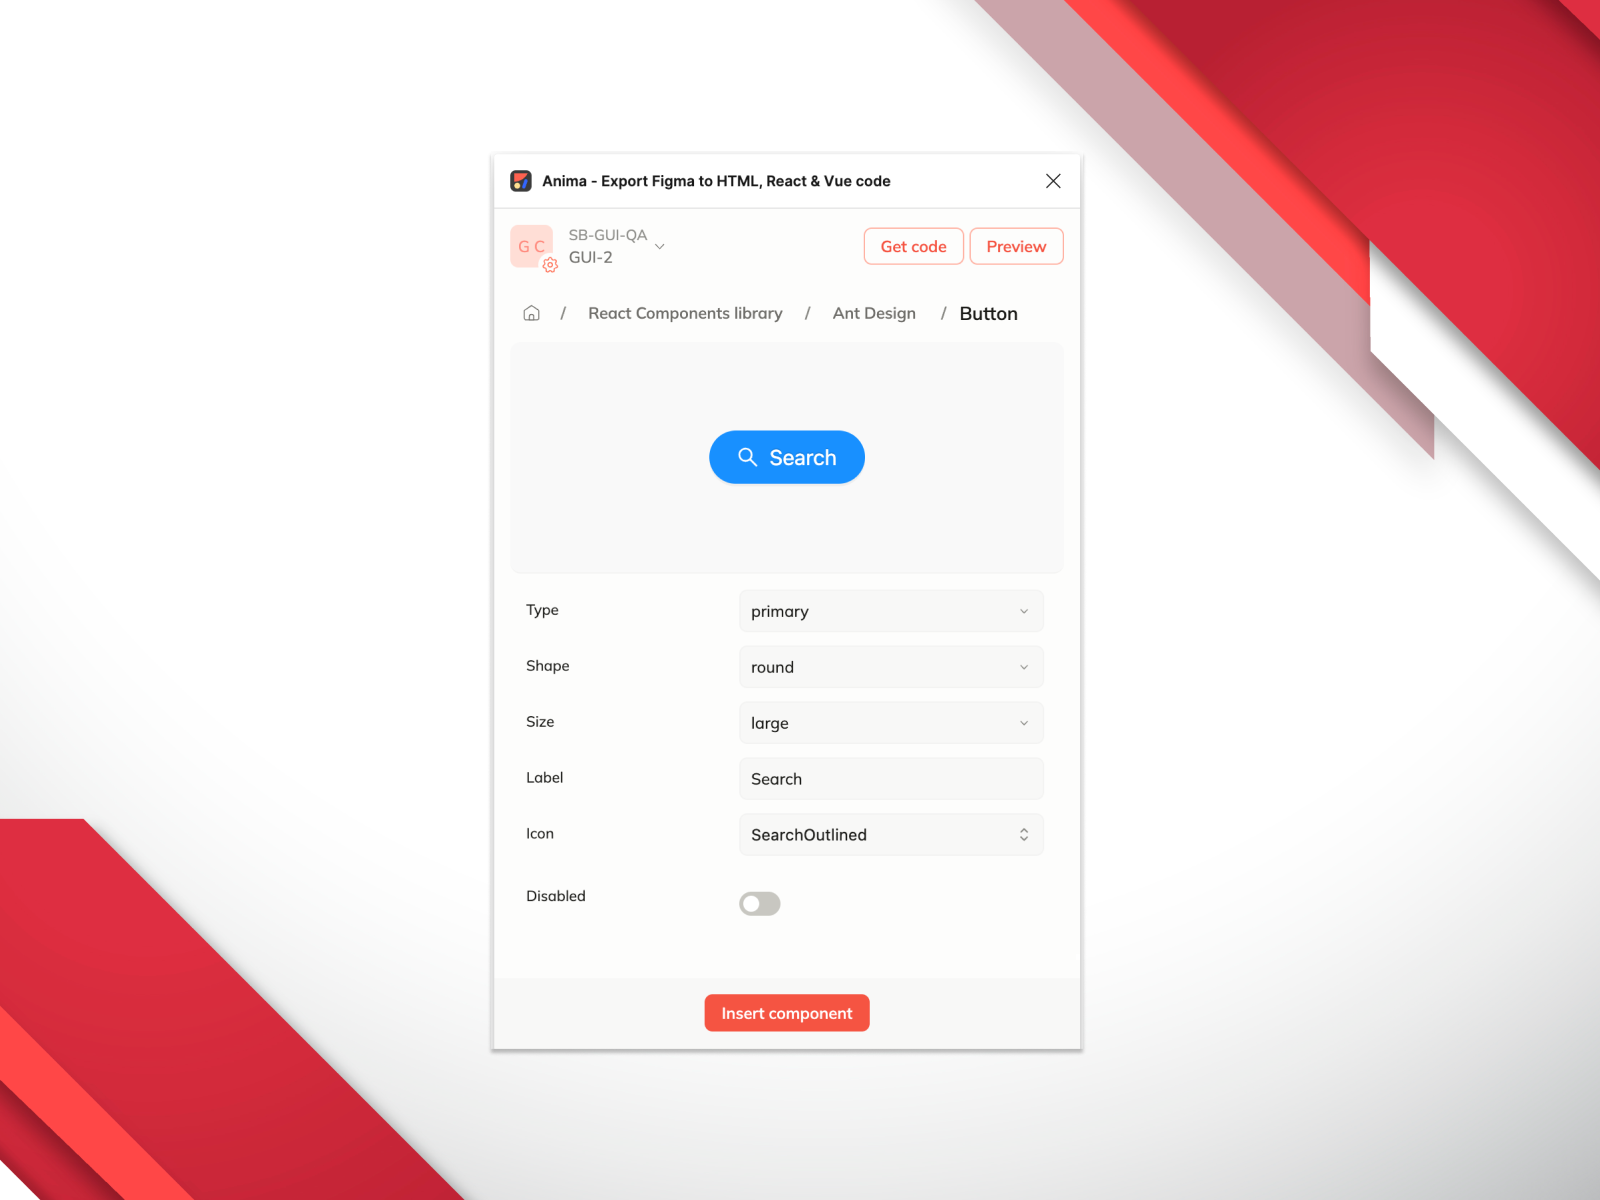 Anima - Export Figma to HTML, React & Vue code
G C
SB-GUI-QA
GUI-2
Get code
Preview
/ React Components library / Ant Design / Button
Search
Type
primary
Shape
round
Size
large
Label
Search
Icon
SearchOutlined
Disabled
Insert component